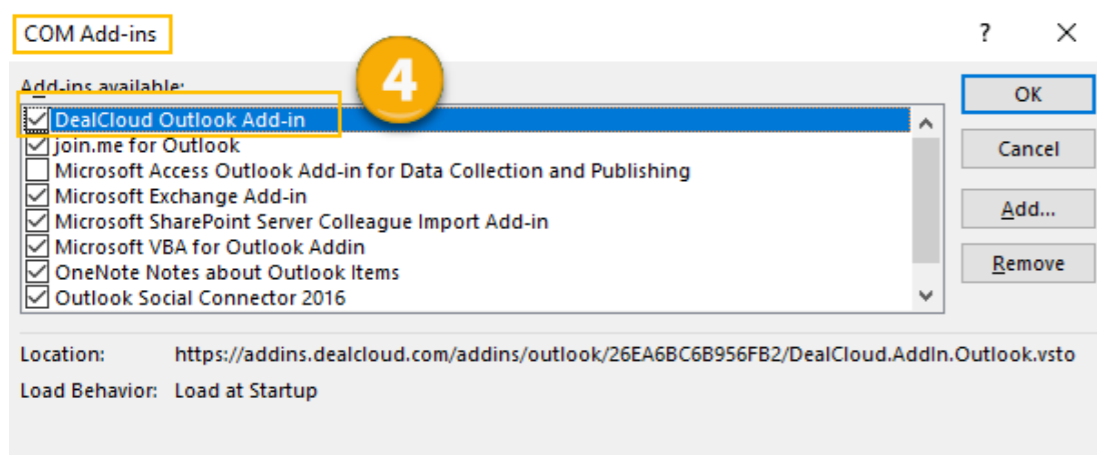 COM Add-ins
?
4
Add-ins available:
DealCloud Outlook Add-in
join.me for Outlook
Microsoft Access Outlook Add-in for Data Collection and Publishing
Microsoft Exchange Add-in
Microsoft SharePoint Server Colleague Import Add-in
Microsoft VBA for Outlook Addin
OneNote Notes about Outlook Items
Outlook Social Connector 2016
OK
Cancel
Add...
Remove
Location: https://addins.dealcloud.com/addins/outlook/26EA6BC6B956FB2/DealCloud.AddIn.Outlook.vsto
Load Behavior: Load at Startup